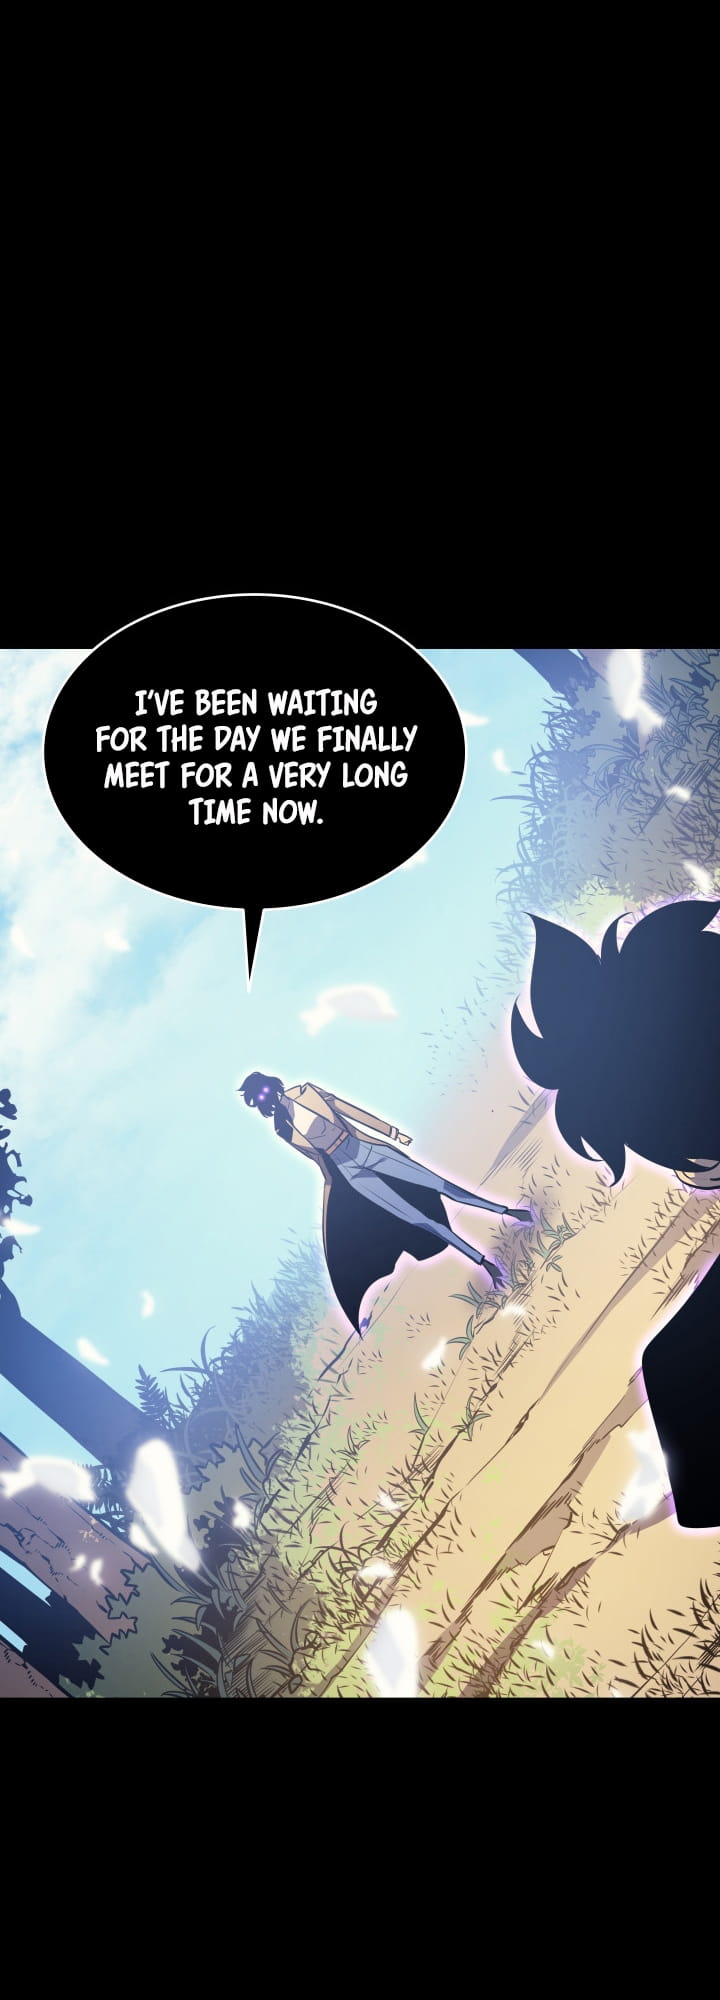 I'VE BEEN WAITING
FOR THE DAY WE FINALLY
MEET FOR A VERY LONG
TIME NOW.